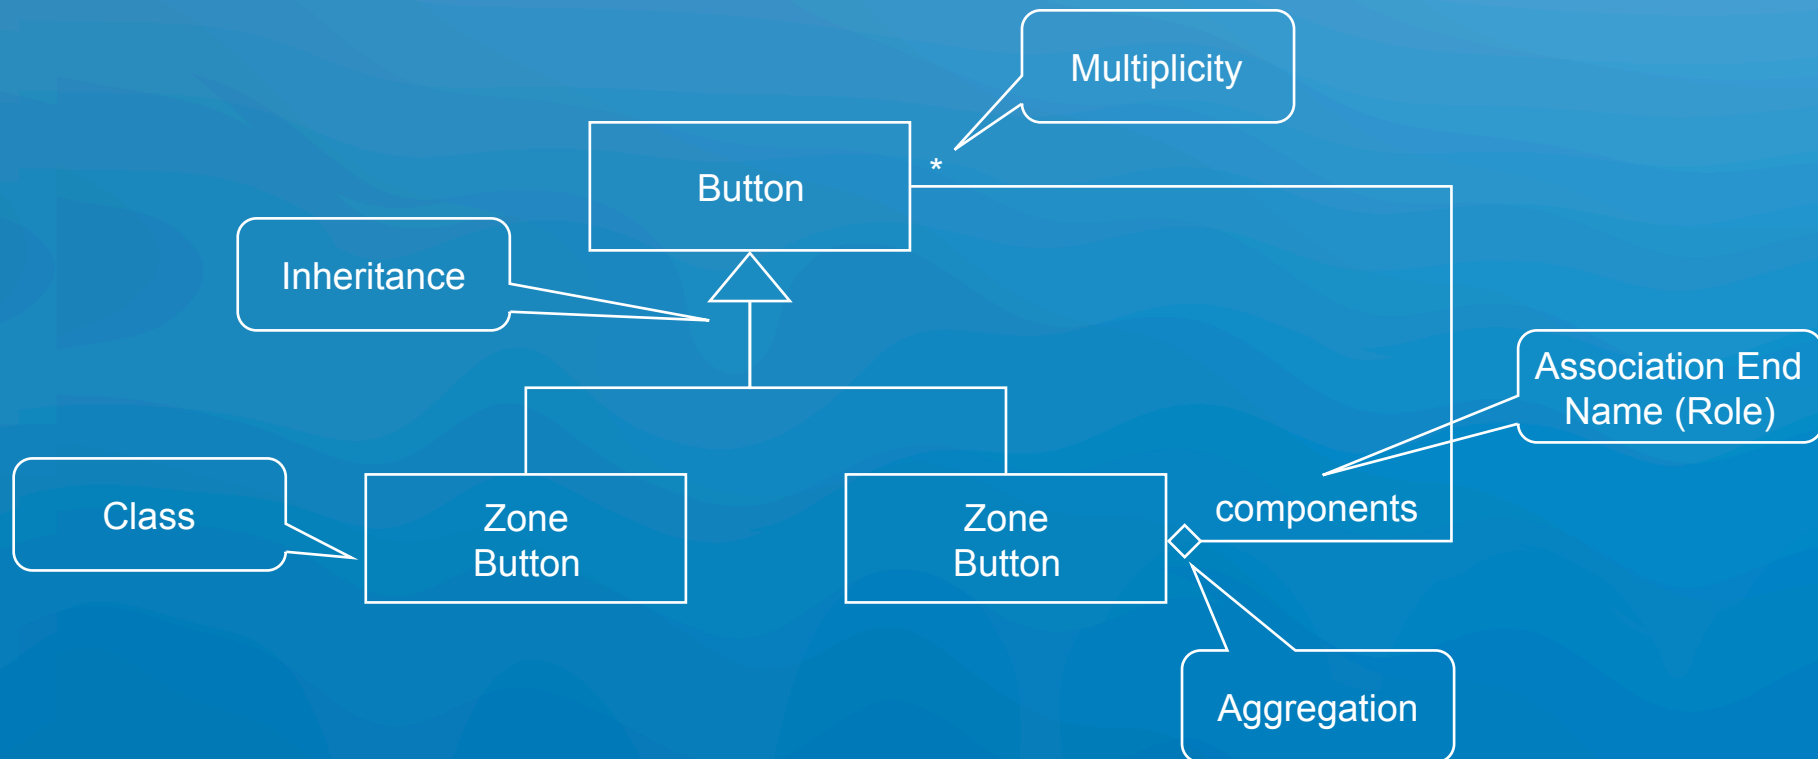 Multiplicity
*
Button
Inheritance
Association End
Name (Role)
Class
Zone
Button
Zone
Button
components
Aggregation